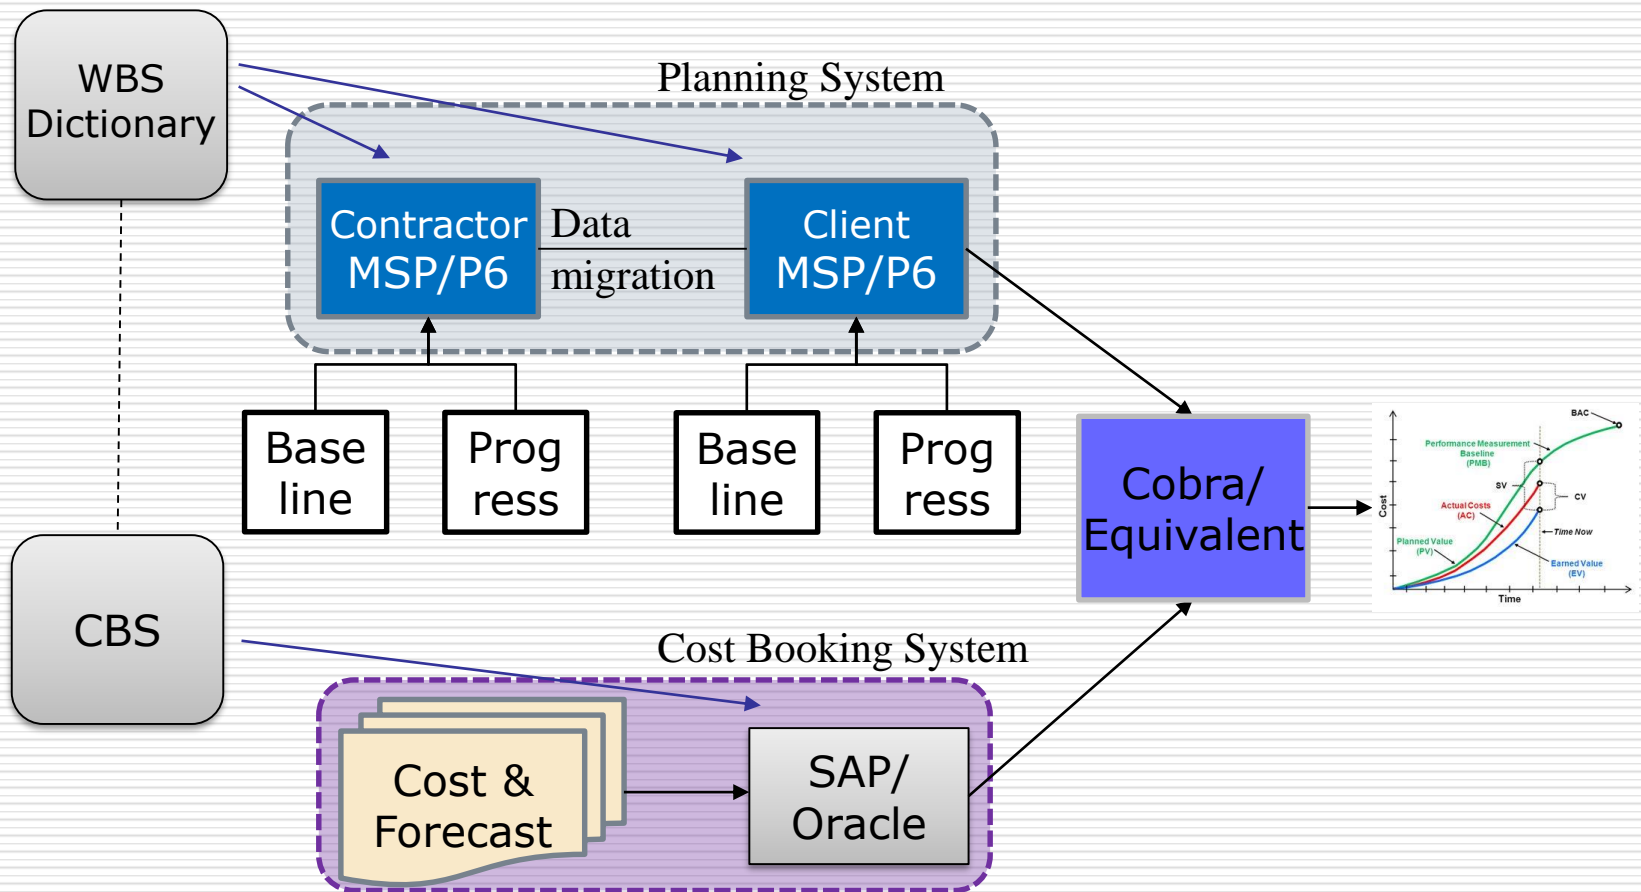 WBS
Dictionary
Planning System
Contractor
MSP/P6
Data
migration
Client
MSP/P6
Base
line
Prog
ress
Base
line
Prog
ress
Cobra/
Equivalent
BAC
Performance Measurement
Baseline
(PMB)
SV
CV
Cost
Actual Costs
(AC)
Time Now
Planned Value
(PV)
Earned Value
(EV)
Time
CBS
Cost Booking System
Cost &
Forecast
SAP/
Oracle